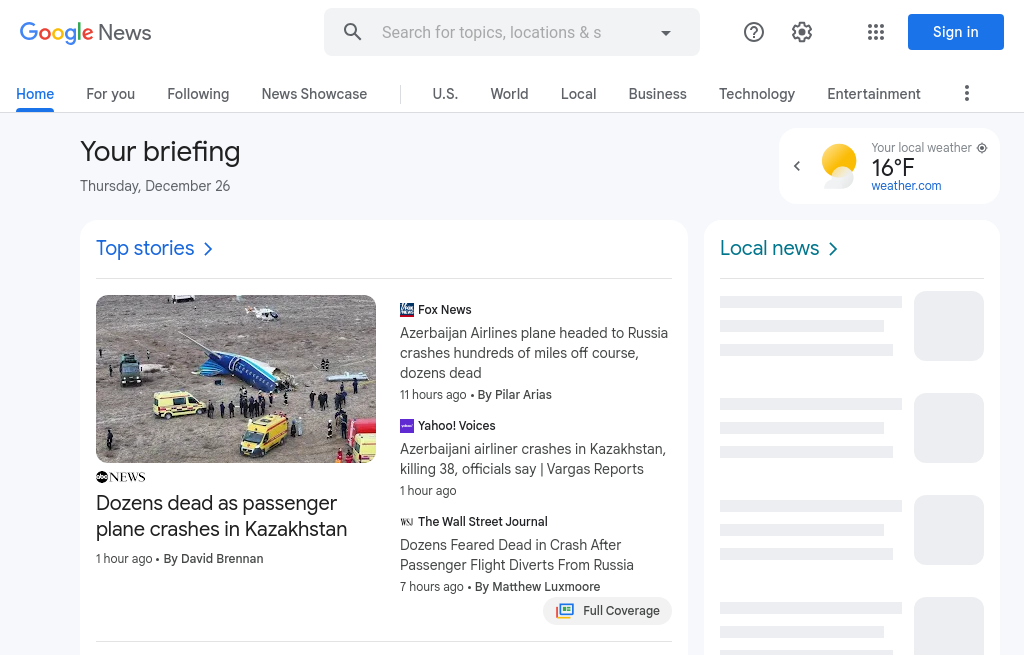 Google News
Search for topics, locations & s
Sign in
Home
For you
Following
News Showcase
U.S.
World
Local
Business
Technology
Entertainment
Your briefing
Thursday, December 26
Your local weather
16°F
weather.com
Top stories
abc NEWS
Dozens dead as passenger
plane crashes in Kazakhstan
1 hour ago • By David Brennan
Fox News
Azerbaijan Airlines plane headed to Russia
crashes hundreds of miles off course,
dozens dead
11 hours ago • By Pilar Arias
Yahoo! Voices
Azerbaijani airliner crashes in Kazakhstan,
killing 38, officials say | Vargas Reports
1 hour ago
WSJ The Wall Street Journal
Dozens Feared Dead in Crash After
Passenger Flight Diverts From Russia
7 hours ago • By Matthew Luxmoore
Full Coverage
Local news